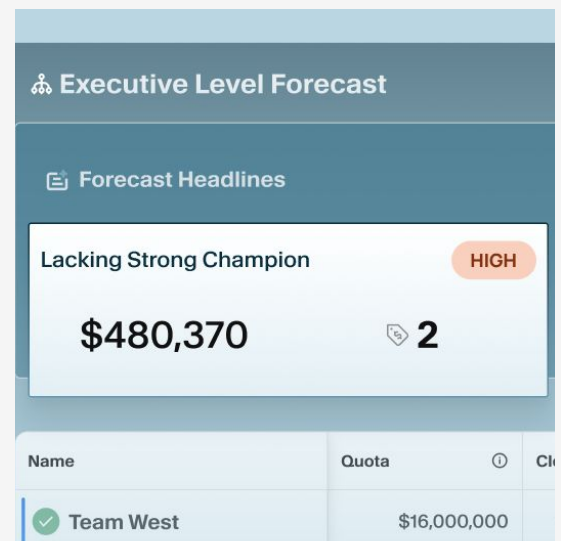 Executive Level Forecast
Forecast Headlines
Lacking Strong Champion HIGH
$480,370 2
Name Quota
Team West $16,000,000